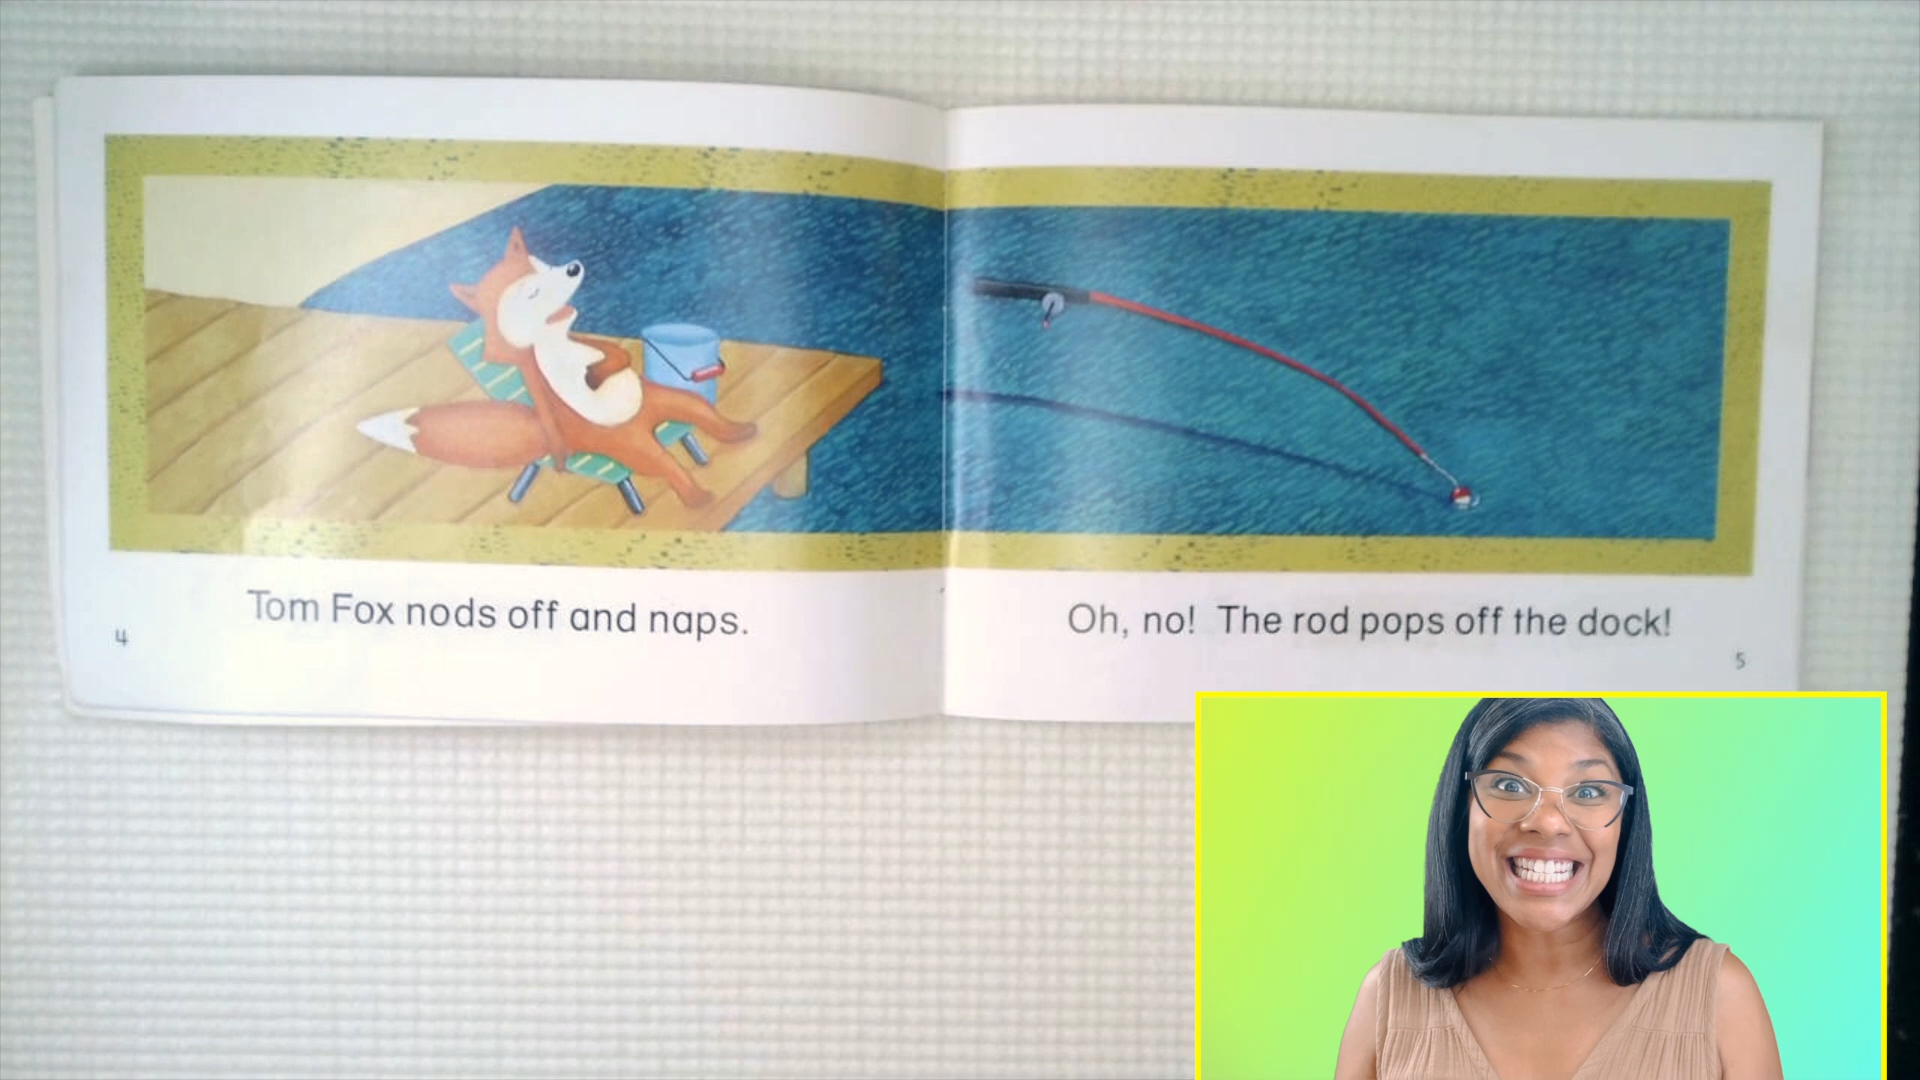 Tom Fox nods off and naps.
4
Oh, no! The rod pops off the dock!
5